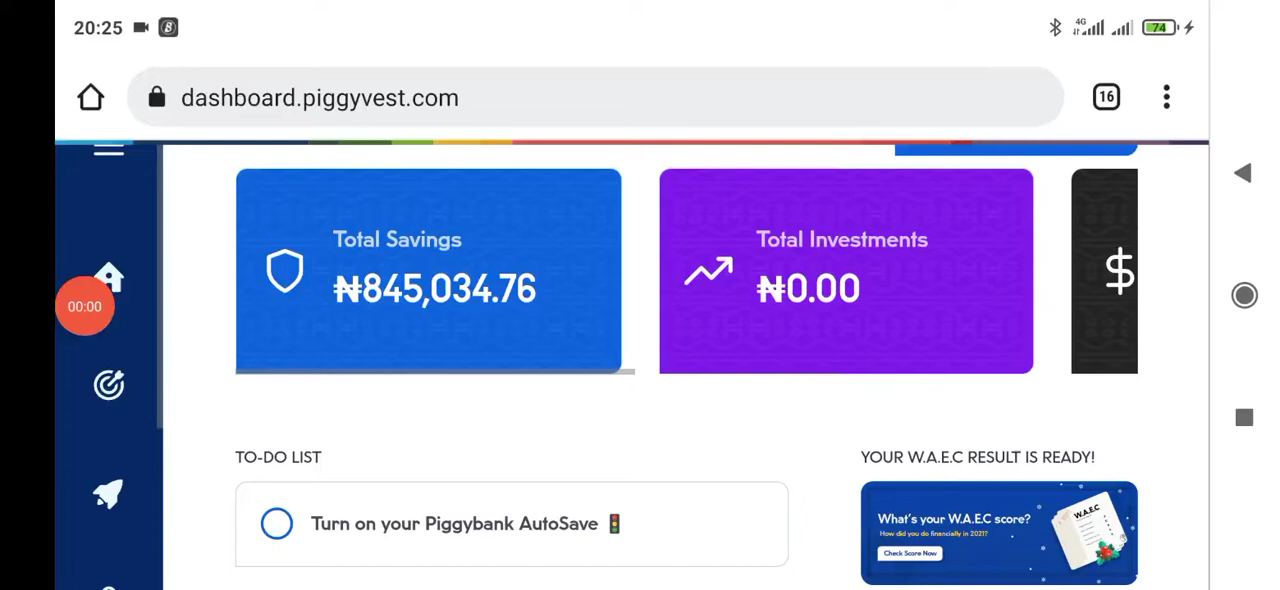 20:25
4G
74
dashboard.piggyvest.com
16
Total Savings
₦845,034.76
Total Investments
₦0.00
$
00:00
TO-DO LIST
Turn on your Piggybank AutoSave 🚦
YOUR W.A.E.C RESULT IS READY!
What's your W.A.E.C score?
How did you do financially in 2021?
Check Score Now
W.A.E.C